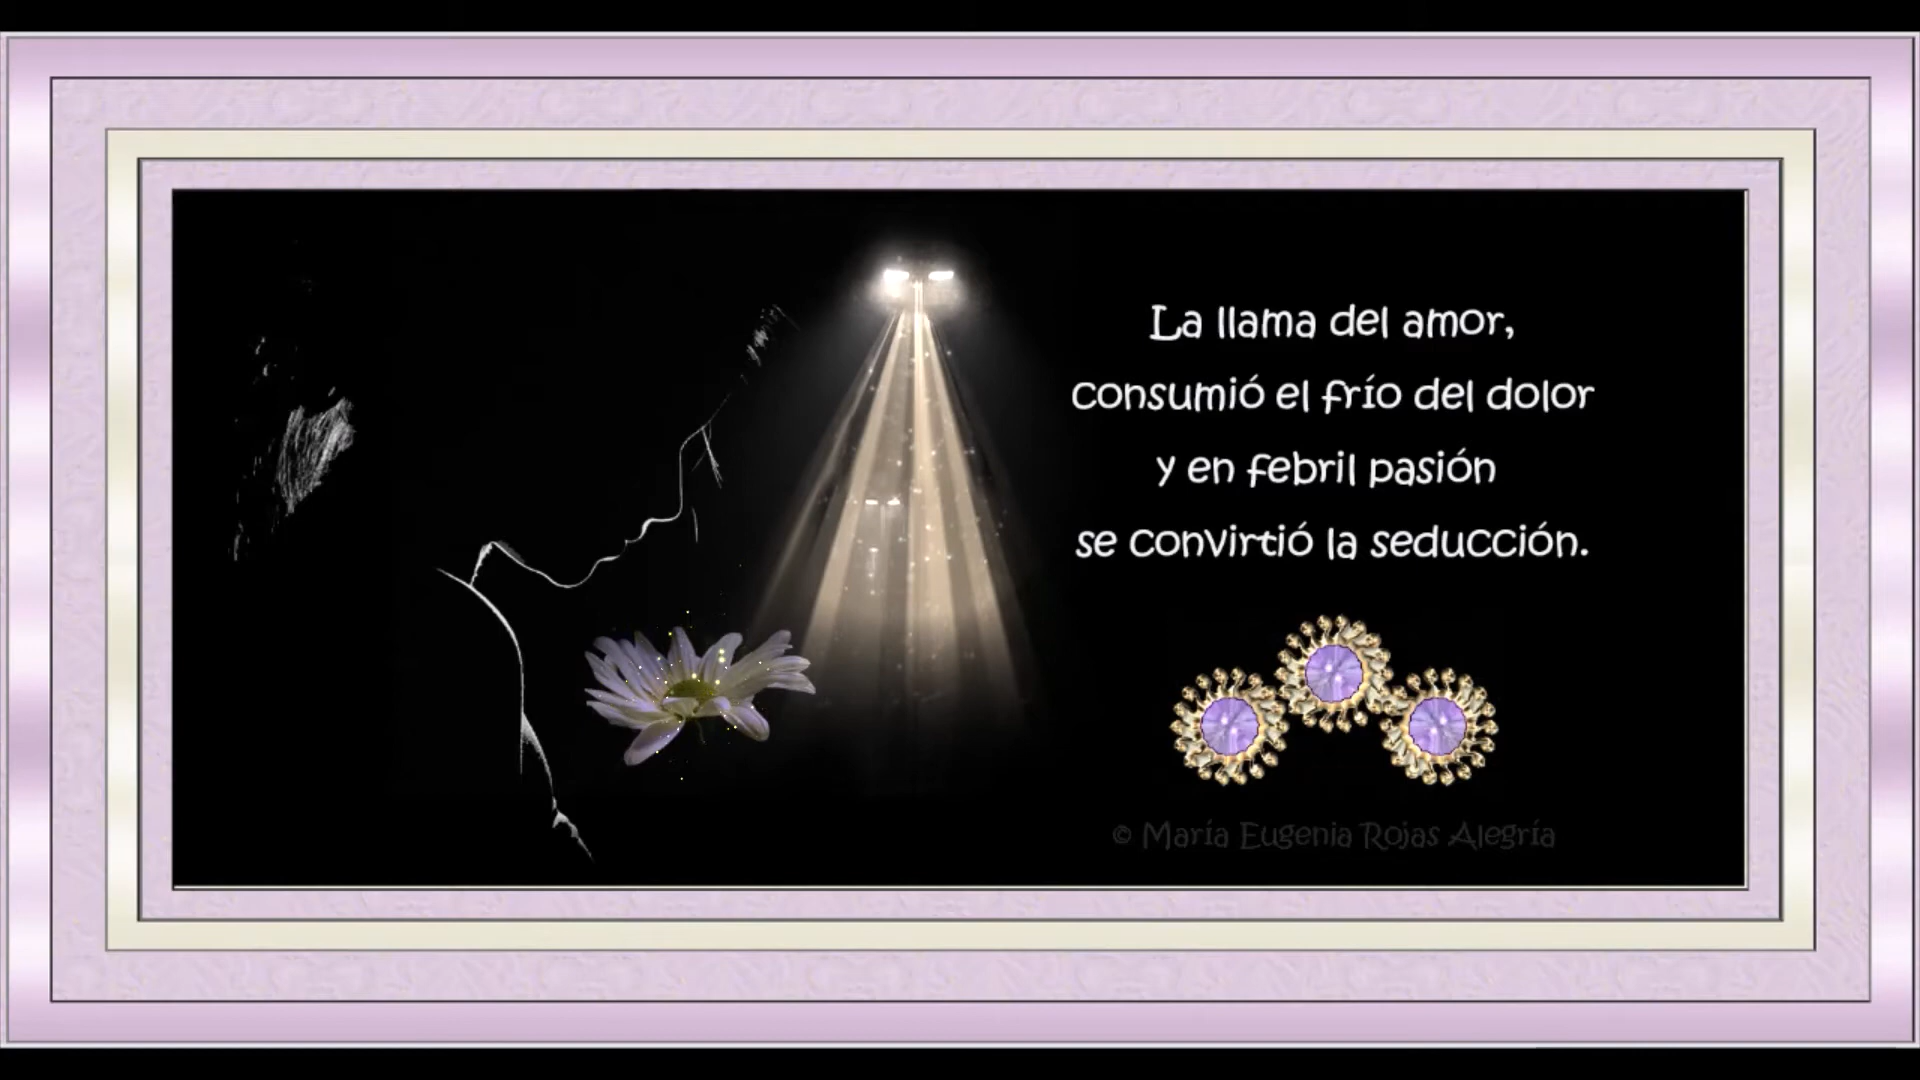 La llama del amor,
consumió el frío del dolor
y en febril pasión
se convirtió la seducción.
© María Eugenia Rojas Alegría